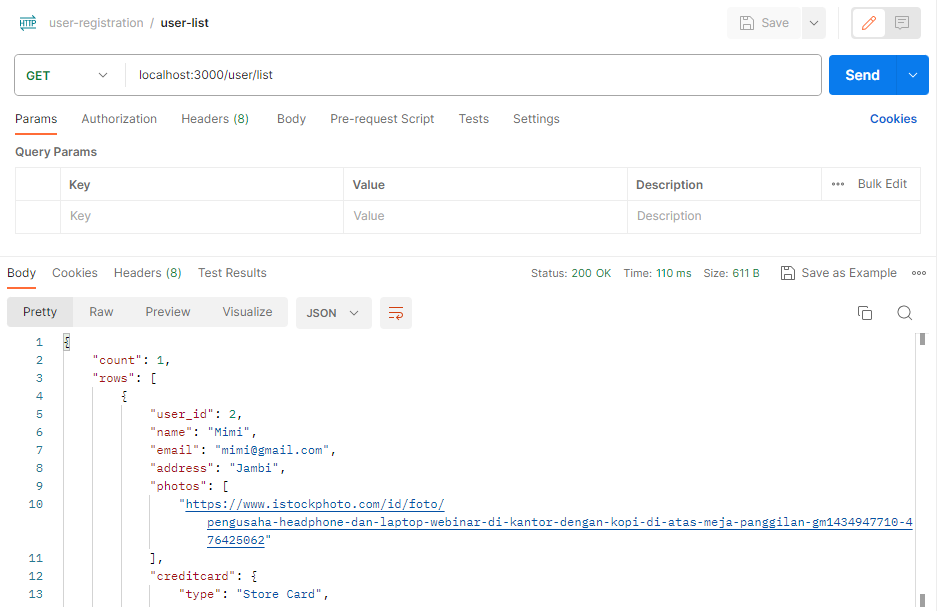 HTTP user-registration / user-list Save
GET localhost:3000/user/list Send
Params Authorization Headers (8) Body Pre-request Script Tests Settings Cookies
Query Params
Key Value Description ••• Bulk Edit
Key Value Description
Body Cookies Headers (8) Test Results Status: 200 OK Time: 110 ms Size: 611 B Save as Example
Pretty Raw Preview Visualize JSON
1 {
2 "count": 1,
3 "rows": [
4 {
5 "user_id": 2,
6 "name": "Mimi",
7 "email": "mimi@gmail.com",
8 "address": "Jambi",
9 "photos": [
10 "https://www.istockphoto.com/id/foto/
pengusaha-headphone-dan-laptop-webinar-di-kantor-dengan-kopi-di-atas-meja-panggilan-gm1434947710-4
76425062"
11 ],
12 "creditcard": {
13 "type": "Store Card",